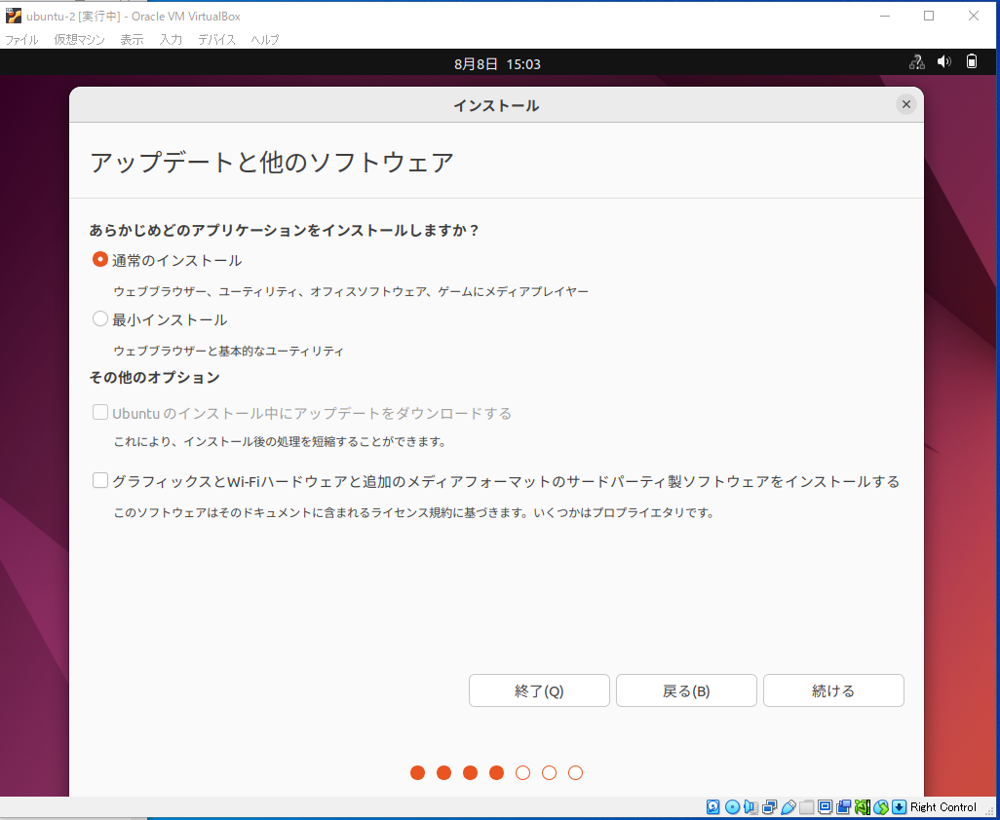 ubuntu-2 [実行中] - Oracle VM VirtualBox
ファイル 仮想マシン 表示 入力 デバイス ヘルプ
8月8日 15:03
インストール
アップデートと他のソフトウェア
あらかじめどのアプリケーションをインストールしますか？
通常のインストール
ウェブブラウザー、ユーティリティ、オフィスソフトウェア、ゲームにメディアプレイヤー
最小インストール
ウェブブラウザーと基本的なユーティリティ
その他のオプション
Ubuntu のインストール中にアップデートをダウンロードする
これにより、インストール後の処理を短縮することができます。
グラフィックスとWi-Fiハードウェアと追加のメディアフォーマットのサードパーティ製ソフトウェアをインストールする
このソフトウェアはそのドキュメントに含まれるライセンス規約に基づきます。いくつかはプロプライエタリです。
終了(Q) 戻る(B) 続ける
Right Control